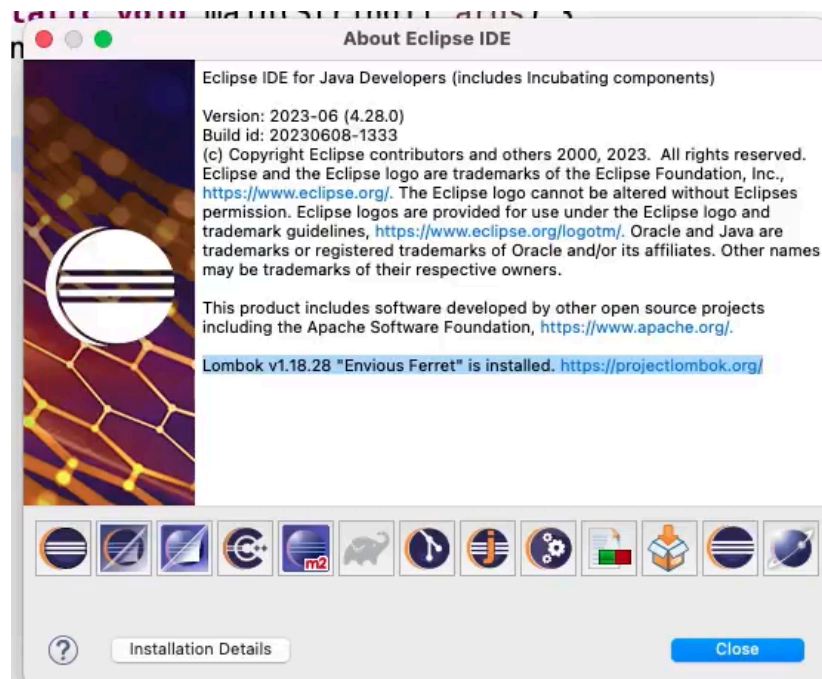 static void main(String[] args) {
About Eclipse IDE
Eclipse IDE for Java Developers (includes Incubating components)
Version: 2023-06 (4.28.0)
Build id: 20230608-1333
(c) Copyright Eclipse contributors and others 2000, 2023.  All rights reserved.
Eclipse and the Eclipse logo are trademarks of the Eclipse Foundation, Inc.,
https://www.eclipse.org/. The Eclipse logo cannot be altered without Eclipses
permission. Eclipse logos are provided for use under the Eclipse logo and
trademark guidelines, https://www.eclipse.org/logotm/. Oracle and Java are
trademarks or registered trademarks of Oracle and/or its affiliates. Other names
may be trademarks of their respective owners.
This product includes software developed by other open source projects
including the Apache Software Foundation, https://www.apache.org/.
Lombok v1.18.28 "Envious Ferret" is installed. https://projectlombok.org/
m2
j
?
Installation Details
Close